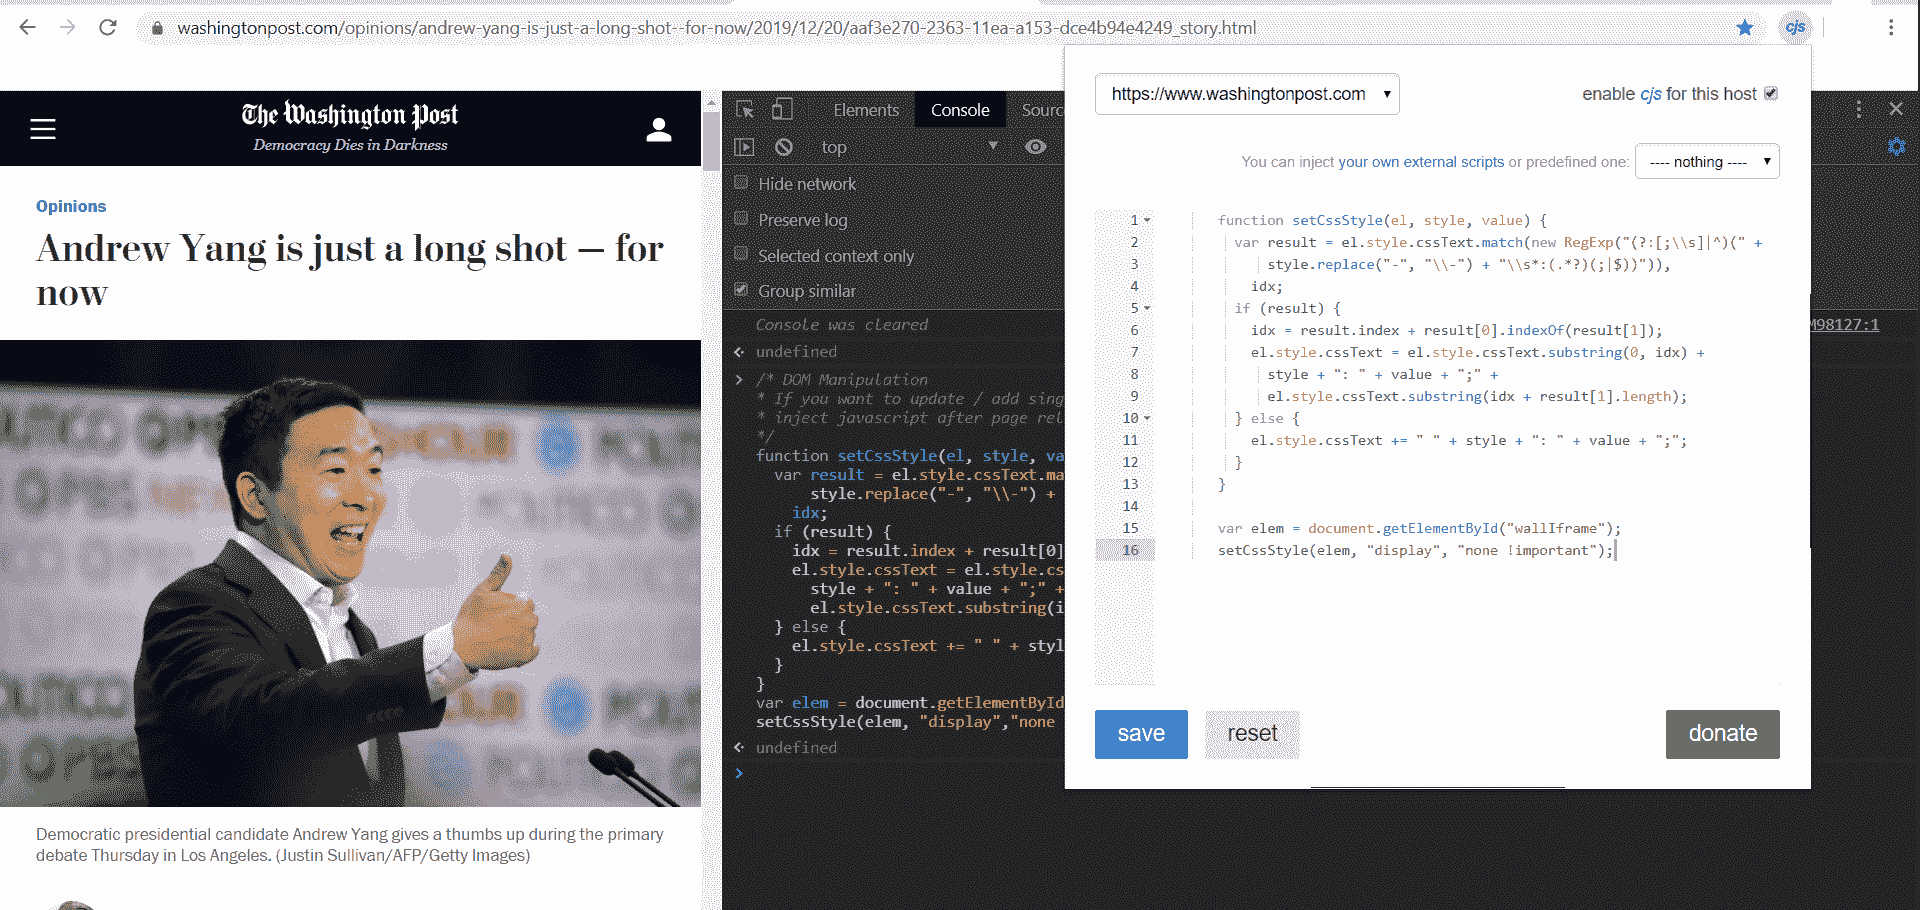 washingtonpost.com/opinions/andrew-yang-is-just-a-long-shot--for-now/2019/12/20/aaf3e270-2363-11ea-a153-dce4b94e4249_story.html
cjs
The Washington Post
Democracy Dies in Darkness
Opinions
Andrew Yang is just a long shot — for
now
POLITICO
Democratic presidential candidate Andrew Yang gives a thumbs up during the primary
debate Thursday in Los Angeles. (Justin Sullivan/AFP/Getty Images)
Elements
Console
Sourc
top
Hide network
Preserve log
Selected context only
Group similar
Console was cleared
M98127:1
undefined
/* DOM Manipulation
* If you want to update / add sing
* inject javascript after page rel
*/
function setCssStyle(el, style, va
var result = el.style.cssText.ma
style.replace("-", "\\-") +
idx;
if (result) {
idx = result.index + result[0]
el.style.cssText = el.style.cs
style + ": " + value + ";" +
el.style.cssText.substring(i
} else {
el.style.cssText += " " + styl
}
}
var elem = document.getElementById
setCssStyle(elem, "display","none
undefined
https://www.washingtonpost.com
enable cjs for this host
You can inject your own external scripts or predefined one:
---- nothing ----
1 function setCssStyle(el, style, value) {
2 var result = el.style.cssText.match(new RegExp("(?:[;\\s]|^)(" +
3 style.replace("-", "\\-") + "\\s*:(.*?)(;|$))")),
4 idx;
5 if (result) {
6 idx = result.index + result[0].indexOf(result[1]);
7 el.style.cssText = el.style.cssText.substring(0, idx) +
8 style + ": " + value + ";" +
9 el.style.cssText.substring(idx + result[1].length);
10 } else {
11 el.style.cssText += " " + style + ": " + value + ";";
12 }
13 }
14
15 var elem = document.getElementById("wallIframe");
16 setCssStyle(elem, "display", "none !important");
save
reset
donate